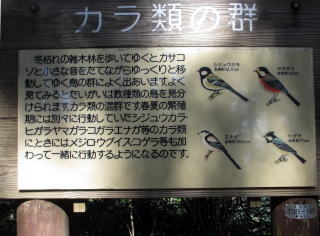 カラ類の群
冬枯れの雑木林を歩いてゆくと、カサコ
ソと小さな音をたてながらゆっくりと移
動してゆく鳥の群によく出あいます。よく
見てみるとたいがいは数種類の鳥を見分
けられます。カラ類の混群です。春夏の繁殖
期には別々に行動していたシジュウカラ・
ヒガラヤマガラコガラエナガ等のカラ類
にときにはメジロウグイスコゲラ等も加
わって一緒に行動するようになるのです。
シジュウカラ
ヤマガラ
エナガ
ヒガラ